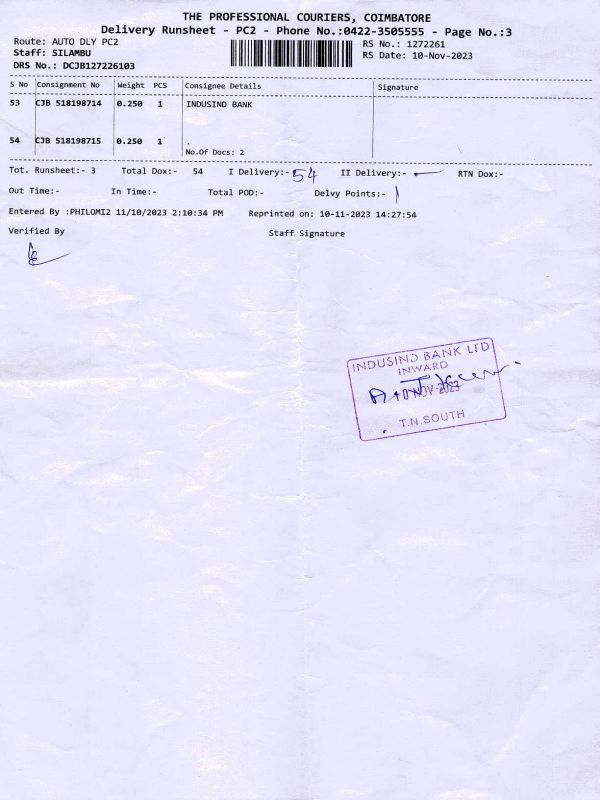 THE PROFESSIONAL COURIERS, COIMBATORE
Delivery Runsheet - PC2 - Phone No.:0422-3505555 - Page No.:3
Route: AUTO DLY PC2
Staff: SILAMBU
DRS No.: DCJB127226103
RS No.: 1272261
RS Date: 10-Nov-2023
S No Consignment No Weight PCS Consignee Details Signature
53 CJB 518198714 0.250 1 INDUSIND BANK
54 CJB 518198715 0.250 1 .
No.Of Docs: 2
Tot. Runsheet:- 3 Total Dox:- 54 I Delivery:- 54 II Delivery:- — RTN Dox:-
Out Time:- In Time:- Total POD:- Delvy Points:- 1
Entered By :PHILOMI2 11/10/2023 2:10:34 PM Reprinted on: 10-11-2023 14:27:54
Verified By Staff Signature
INDUSIND BANK LTD
INWARD
10 NOV 2023
T.N.SOUTH